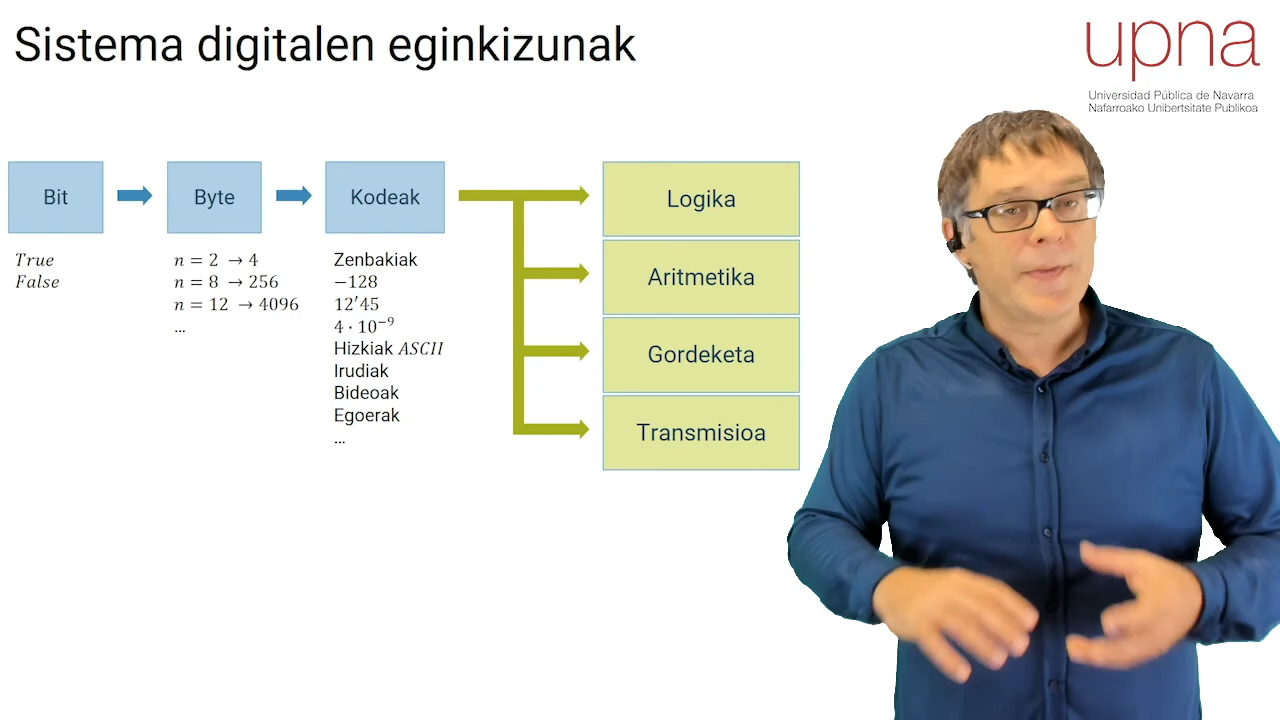 Sistema digitalen eginkizunak
upna
Universidad Pública de Navarra
Nafarroako Unibertsitate Publikoa
Bit
True
False
Byte
n = 2 → 4
n = 8 → 256
n = 12 → 4096
...
Kodeak
Zenbakiak
−128
12′45
4 · 10⁻⁹
Hizkiak ASCII
Irudiak
Bideoak
Egoerak
...
Logika
Aritmetika
Gordeketa
Transmisioa